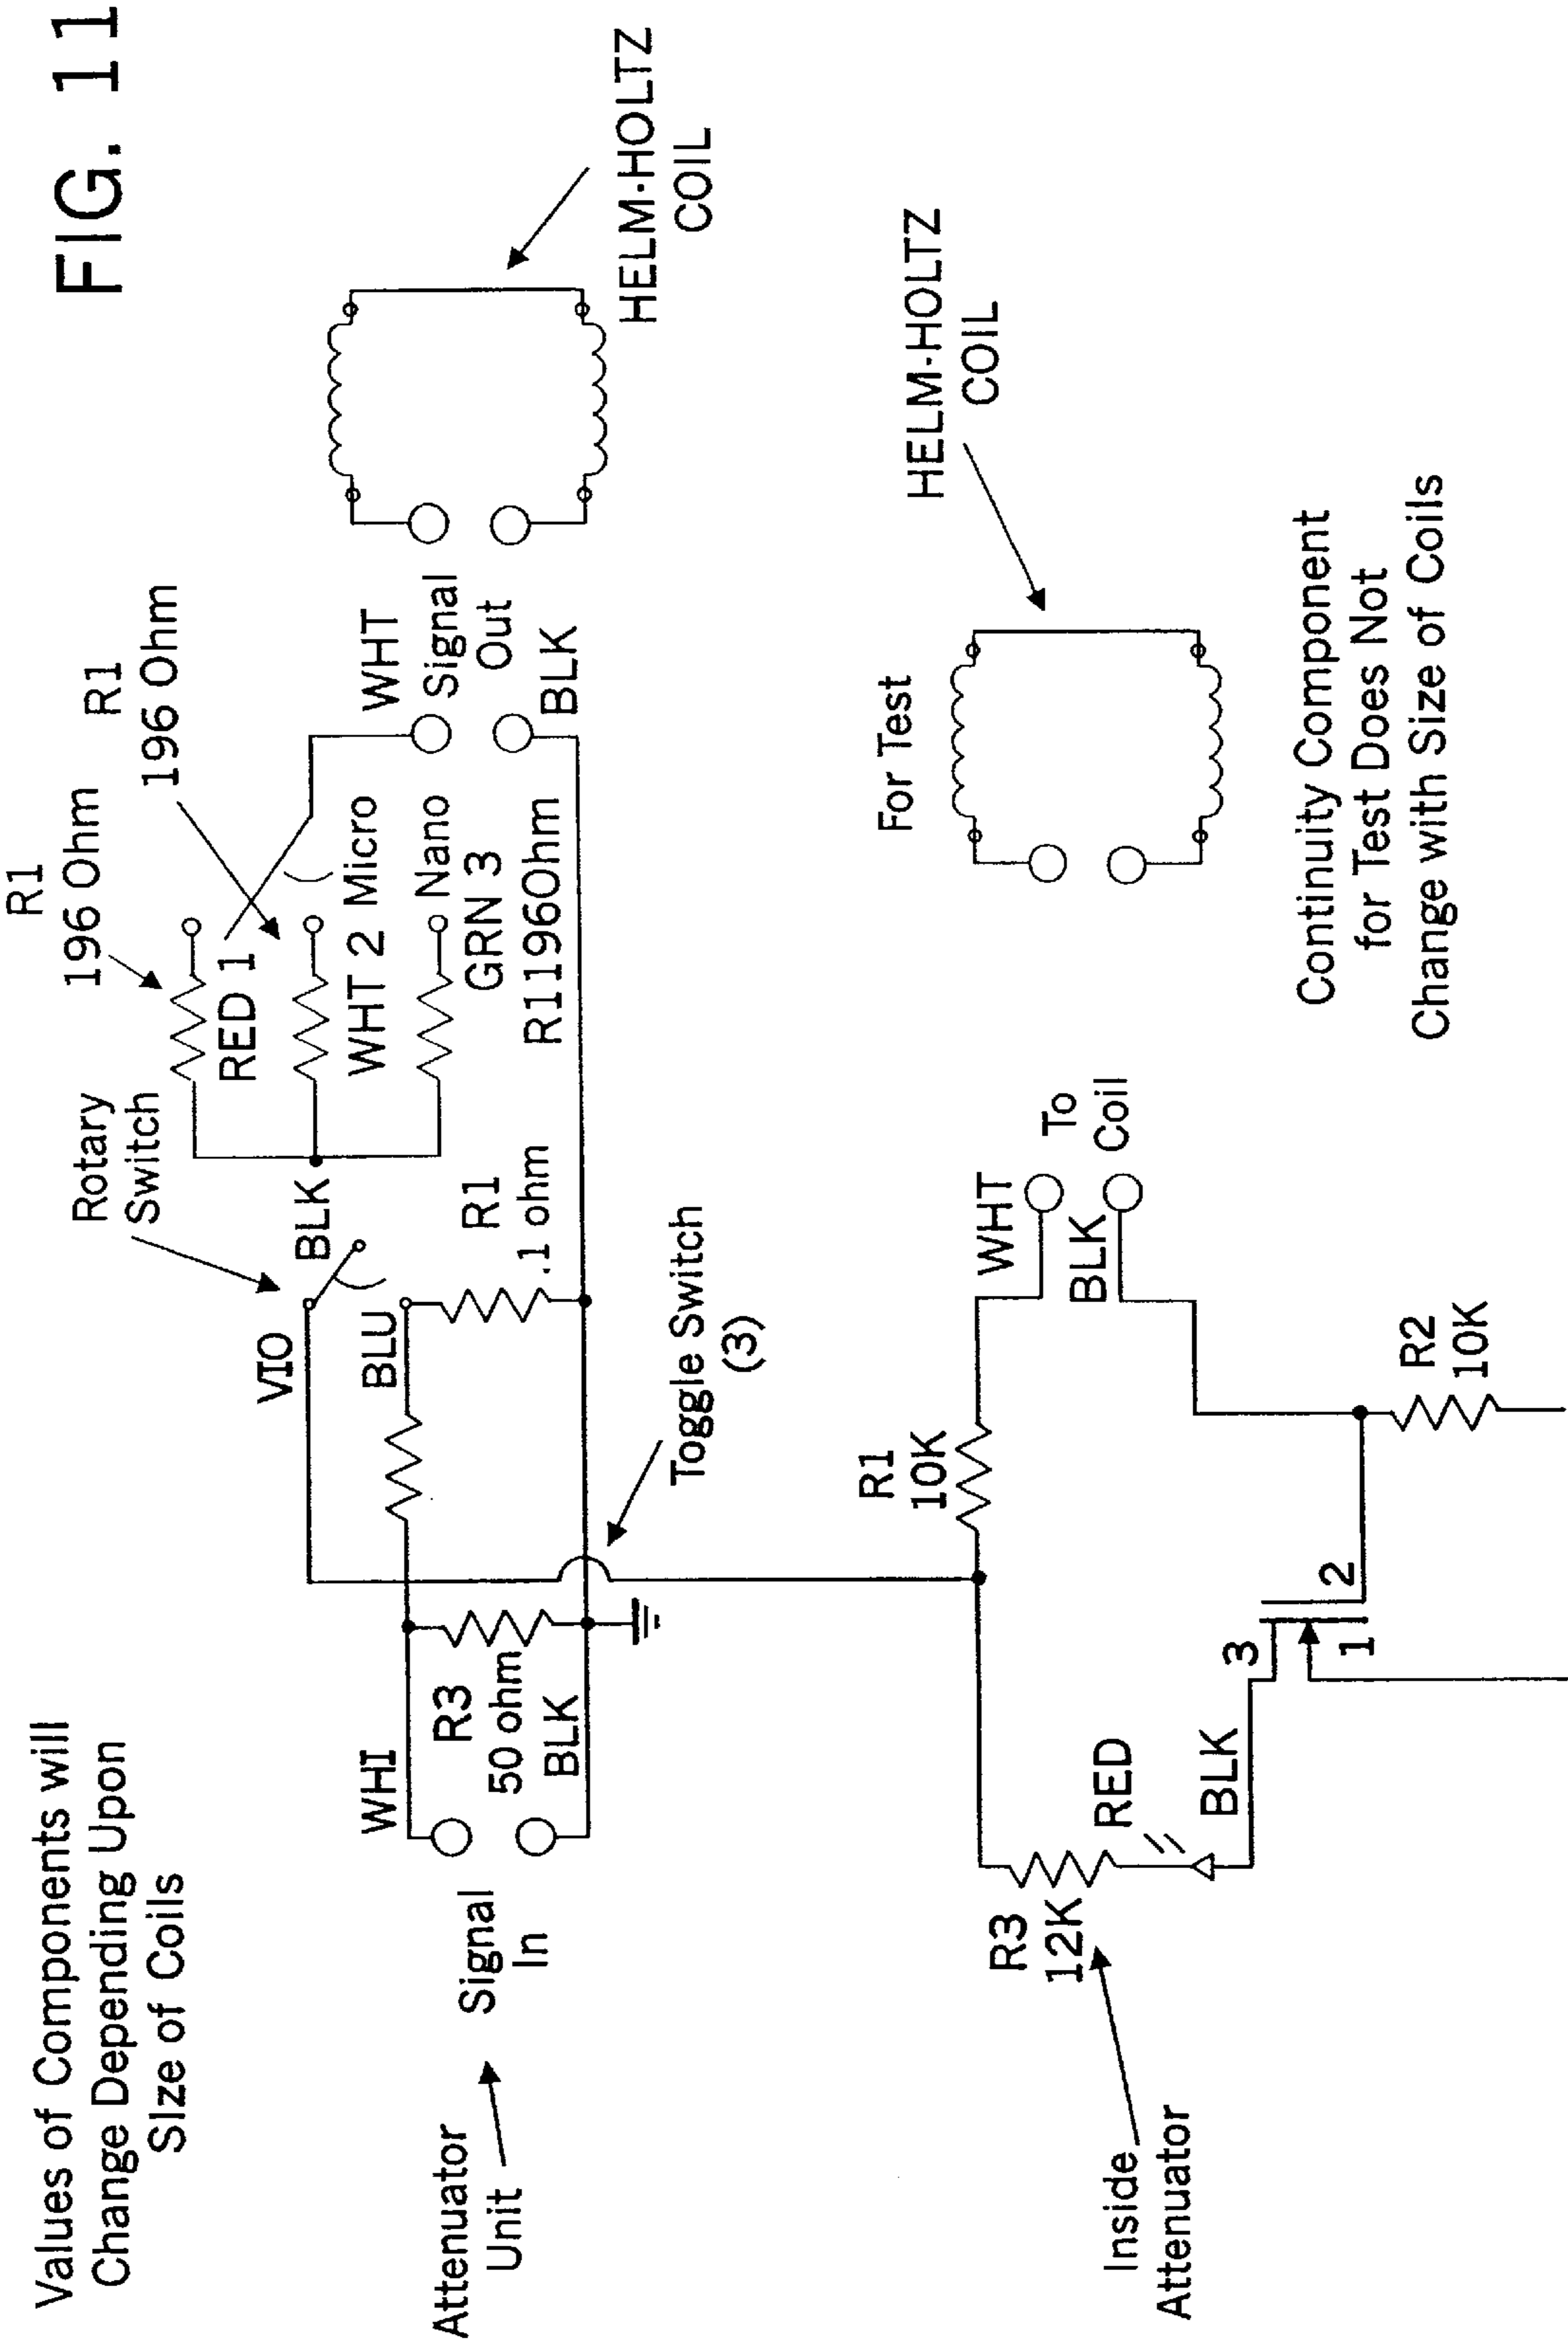 FIG. 11
Values of Components will
Change Depending Upon
SIze of Coils
R1
196 Ohm
R1
196 Ohm
Rotary
Switch
RED 1
VIO
BLK
WHT 2 Micro
Nano
GRN 3
R1196Ohm
WHI
BLU
R1
.1 ohm
WHT
Signal
Out
BLK
HELM-HOLTZ
COIL
Attenuator
Unit
Signal
In
R3
50 ohm
BLK
Toggle Switch
(3)
For Test
HELM-HOLTZ
COIL
R1
10K
WHT
BLK
To
Coil
R3
12K
RED
BLK
3
1
2
R2
10K
Inside
Attenuator
Continuity Component
for Test Does Not
Change with Size of Coils